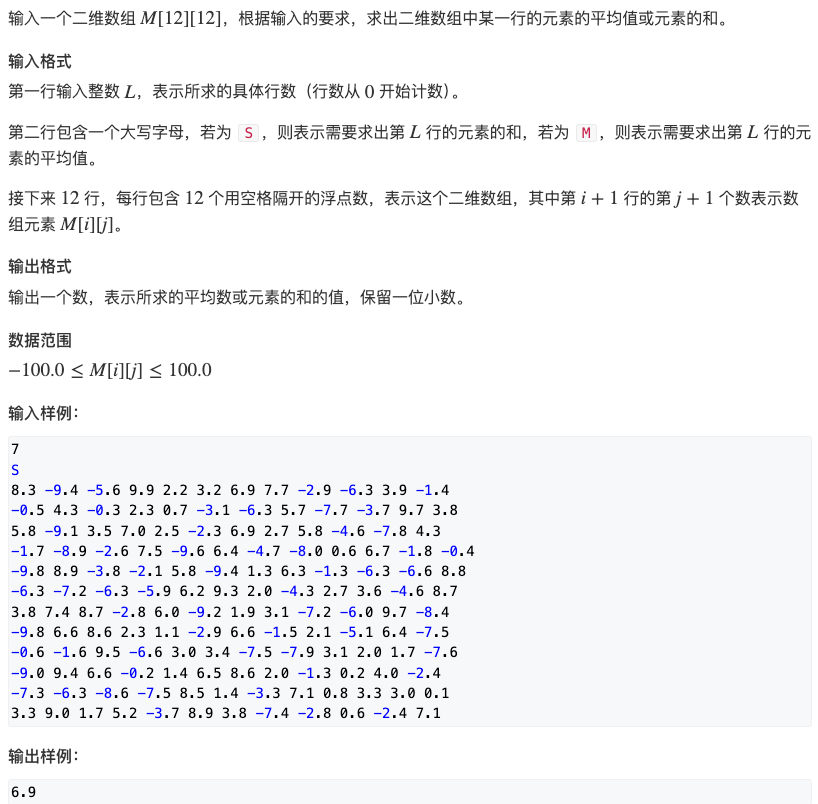 输入一个二维数组 M[12][12]，根据输入的要求，求出二维数组中某一行的元素的平均值或元素的和。
输入格式
第一行输入整数 L，表示所求的具体行数（行数从 0 开始计数）。
第二行包含一个大写字母，若为 S ，则表示需要求出第 L 行的元素的和，若为 M ，则表示需要求出第 L 行的元
素的平均值。
接下来 12 行，每行包含 12 个用空格隔开的浮点数，表示这个二维数组，其中第 i + 1 行的第 j + 1 个数表示数
组元素 M[i][j]。
输出格式
输出一个数，表示所求的平均数或元素的和的值，保留一位小数。
数据范围
−100.0 ≤ M[i][j] ≤ 100.0
输入样例：
7
S
8.3 -9.4 -5.6 9.9 2.2 3.2 6.9 7.7 -2.9 -6.3 3.9 -1.4
-0.5 4.3 -0.3 2.3 0.7 -3.1 -6.3 5.7 -7.7 -3.7 9.7 3.8
5.8 -9.1 3.5 7.0 2.5 -2.3 6.9 2.7 5.8 -4.6 -7.8 4.3
-1.7 -8.9 -2.6 7.5 -9.6 6.4 -4.7 -8.0 0.6 6.7 -1.8 -0.4
-9.8 8.9 -3.8 -2.1 5.8 -9.4 1.3 6.3 -1.3 -6.3 -6.6 8.8
-6.3 -7.2 -6.3 -5.9 6.2 9.3 2.0 -4.3 2.7 3.6 -4.6 8.7
3.8 7.4 8.7 -2.8 6.0 -9.2 1.9 3.1 -7.2 -6.0 9.7 -8.4
-9.8 6.6 8.6 2.3 1.1 -2.9 6.6 -1.5 2.1 -5.1 6.4 -7.5
-0.6 -1.6 9.5 -6.6 3.0 3.4 -7.5 -7.9 3.1 2.0 1.7 -7.6
-9.0 9.4 6.6 -0.2 1.4 6.5 8.6 2.0 -1.3 0.2 4.0 -2.4
-7.3 -6.3 -8.6 -7.5 8.5 1.4 -3.3 7.1 0.8 3.3 3.0 0.1
3.3 9.0 1.7 5.2 -3.7 8.9 3.8 -7.4 -2.8 0.6 -2.4 7.1
输出样例：
6.9